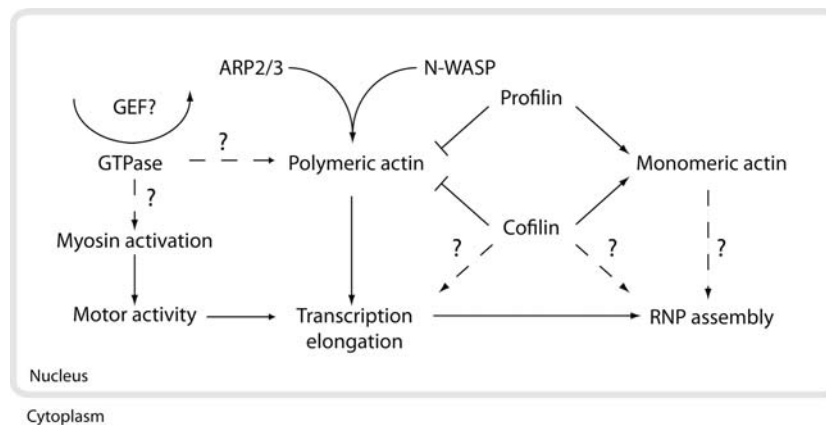 ARP2/3
N-WASP
GEF?
Profilin
GTPase
?
Polymeric actin
Monomeric actin
?
Myosin activation
Cofilin
?
?
?
Motor activity
Transcription
elongation
RNP assembly
Nucleus
Cytoplasm